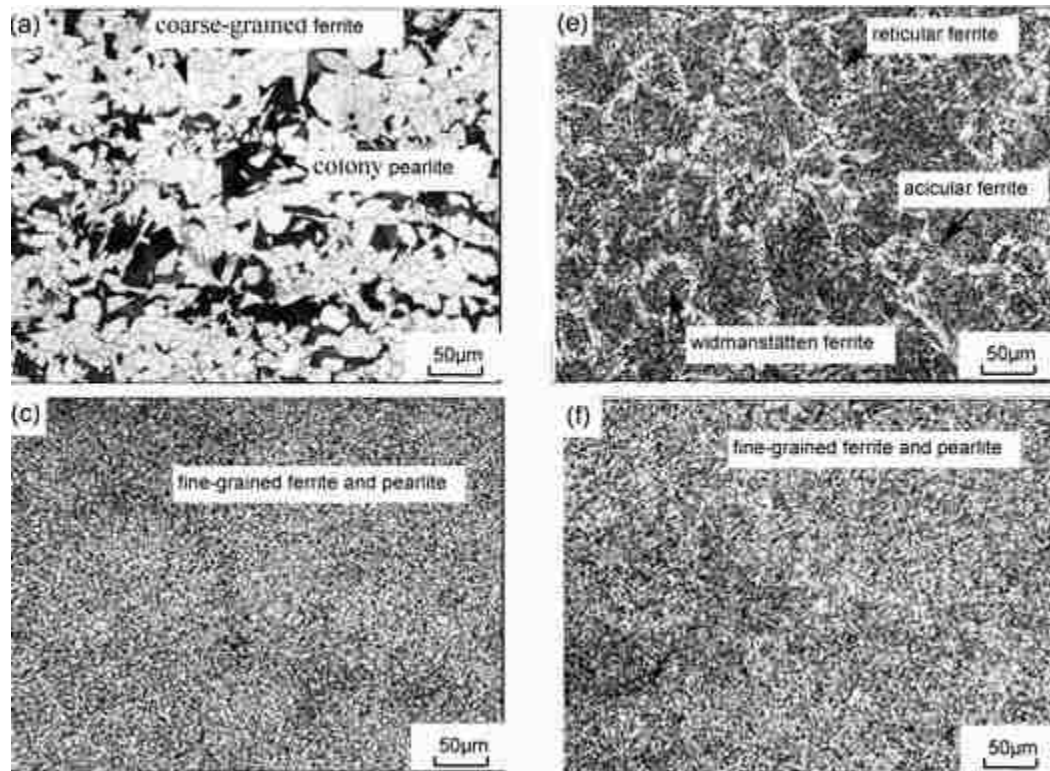 (a)
coarse-grained ferrite
colony pearlite
50μm
(e)
reticular ferrite
acicular ferrite
widmanstätten ferrite
50μm
(c)
fine-grained ferrite and pearlite
50μm
(f)
fine-grained ferrite and pearlite
50μm